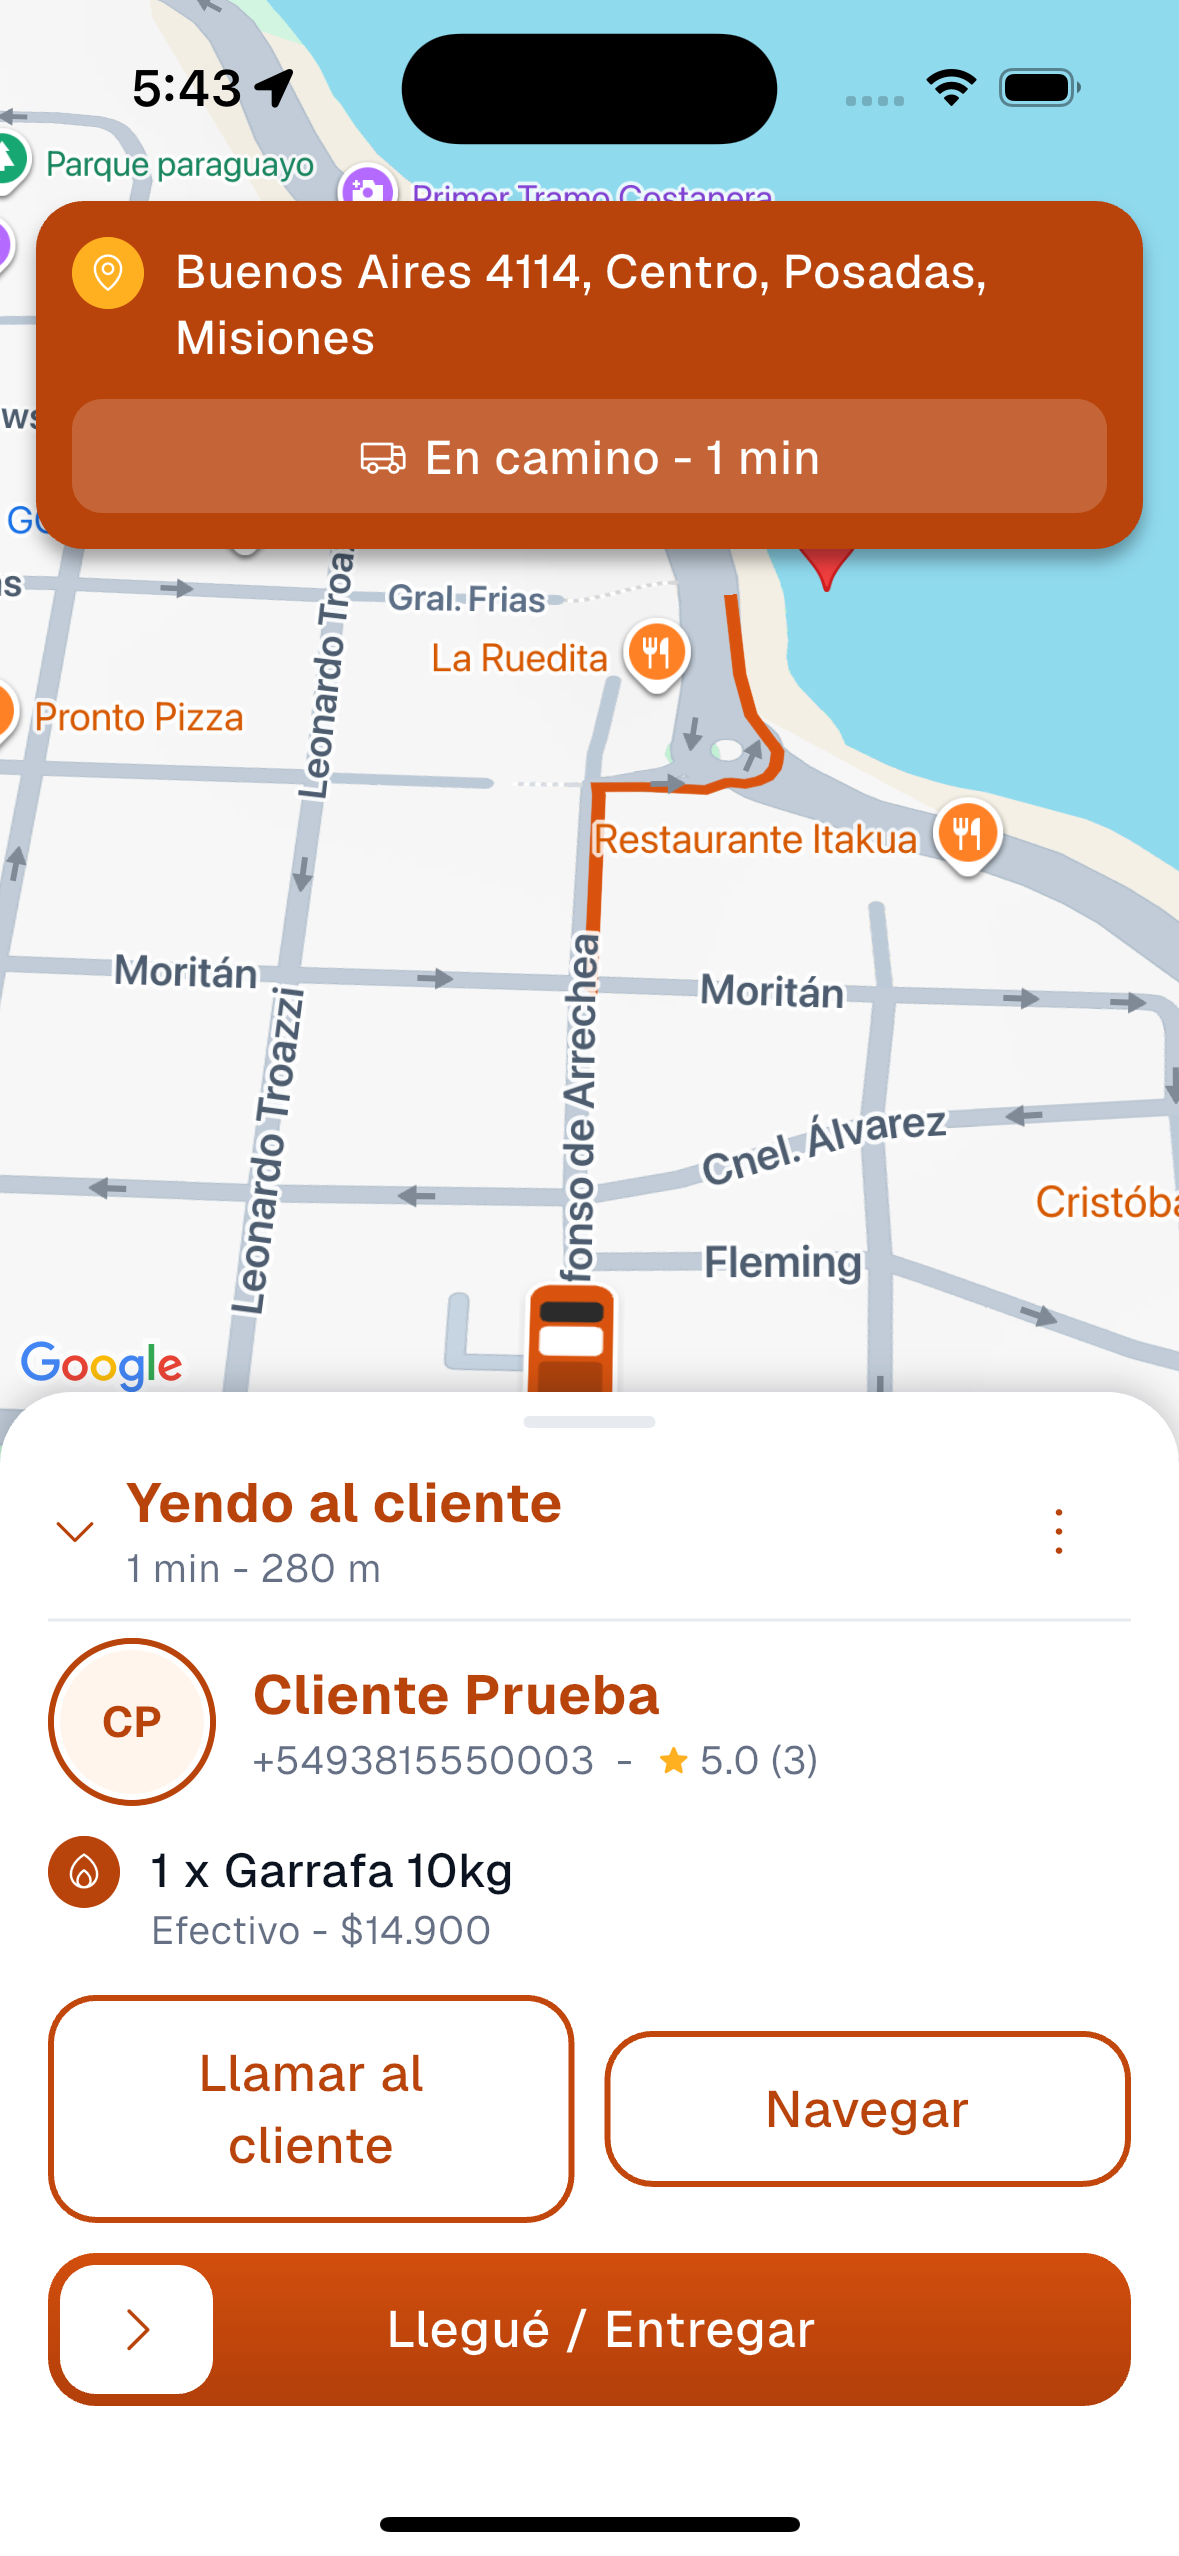 5:43
Parque paraguayo
Primer Tramo Costanera
Buenos Aires 4114, Centro, Posadas,
Misiones
En camino - 1 min
Gral. Frias
La Ruedita
Pronto Pizza
Restaurante Itakua
Moritán
Moritán
Leonardo Troazzi
fonso de Arrechea
Cnel. Álvarez
Fleming
Google
Yendo al cliente
1 min - 280 m
CP
Cliente Prueba
+5493815550003 - 5.0 (3)
1 x Garrafa 10kg
Efectivo - $14.900
Llamar al
cliente
Navegar
Llegué / Entregar